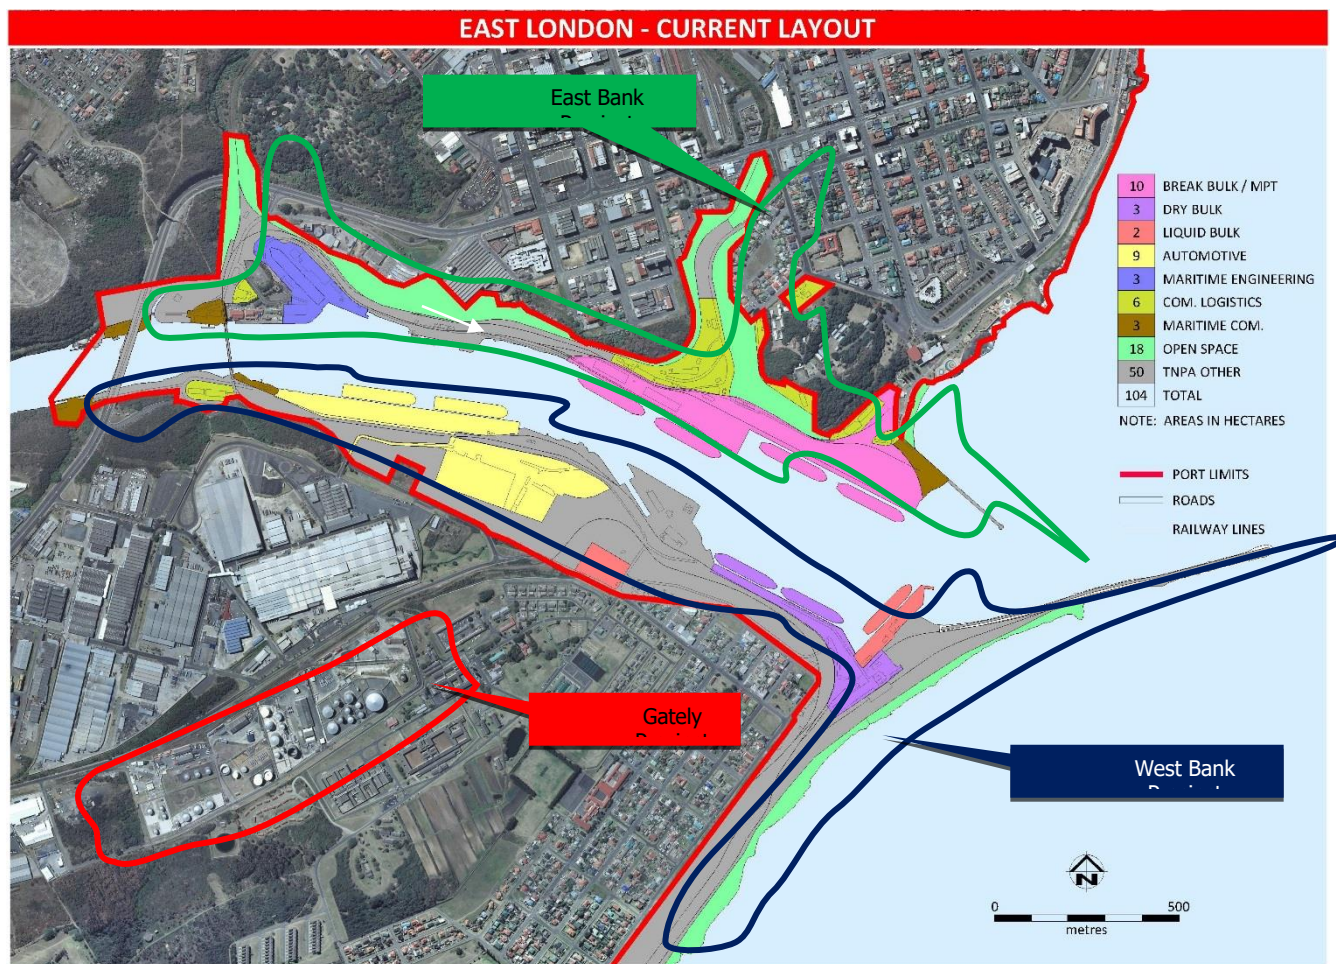 EAST LONDON - CURRENT LAYOUT
East Bank
10 BREAK BULK / MPT
3 DRY BULK
2 LIQUID BULK
9 AUTOMOTIVE
3 MARITIME ENGINEERING
6 COM. LOGISTICS
3 MARITIME COM.
18 OPEN SPACE
50 TNPA OTHER
104 TOTAL
NOTE: AREAS IN HECTARES
PORT LIMITS
ROADS
RAILWAY LINES
Gately
West Bank
N
0 500
metres